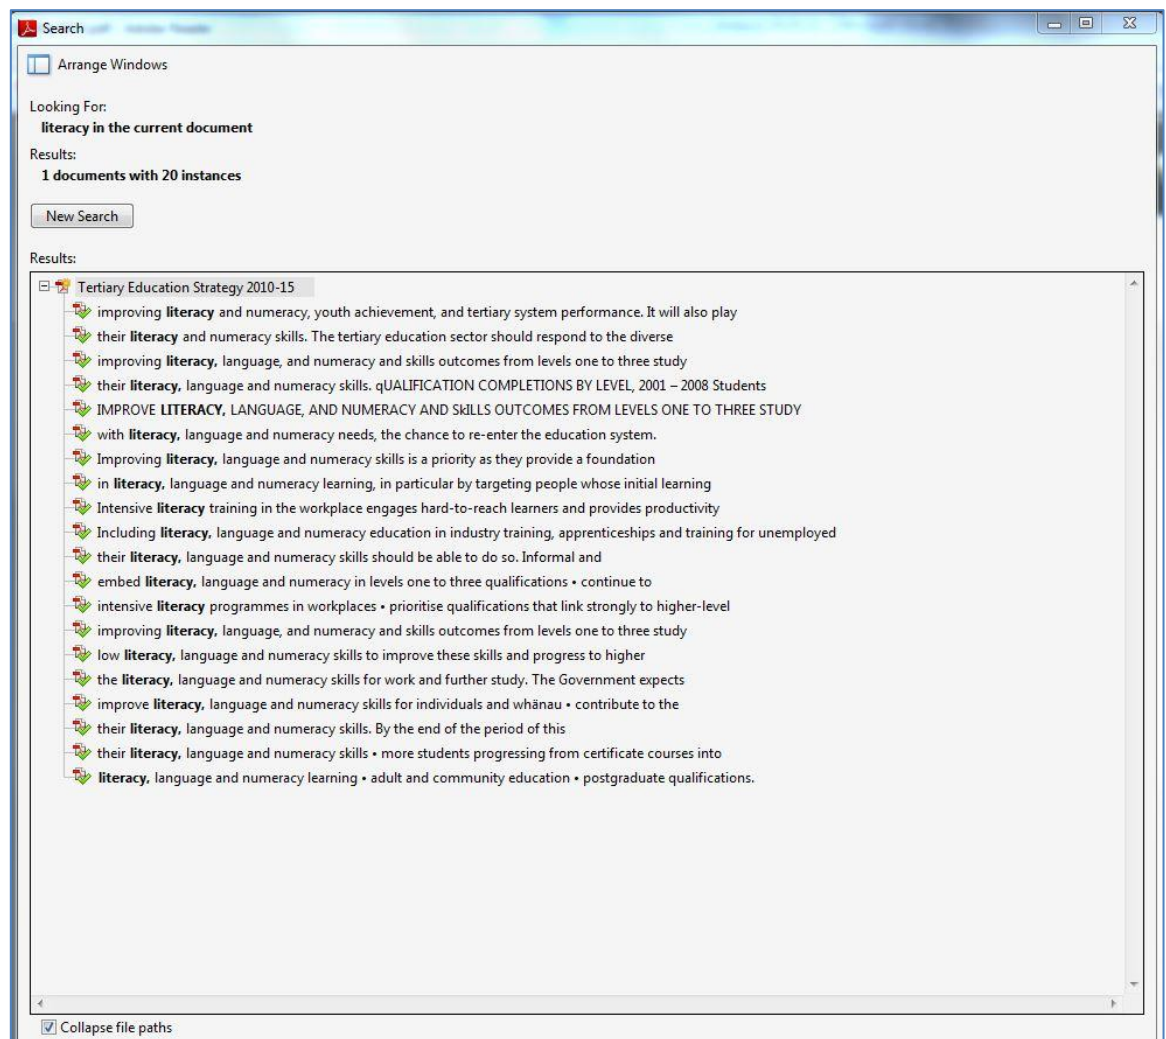 Search
Arrange Windows
Looking For:
literacy in the current document
Results:
1 documents with 20 instances
New Search
Results:
Tertiary Education Strategy 2010-15
improving literacy and numeracy, youth achievement, and tertiary system performance. It will also play
their literacy and numeracy skills. The tertiary education sector should respond to the diverse
improving literacy, language, and numeracy and skills outcomes from levels one to three study
their literacy, language and numeracy skills. qUALIFICATION COMPLETIONS BY LEVEL, 2001 – 2008 Students
IMPROVE LITERACY, LANGUAGE, AND NUMERACY AND SkILLS OUTCOMES FROM LEVELS ONE TO THREE STUDY
with literacy, language and numeracy needs, the chance to re-enter the education system.
Improving literacy, language and numeracy skills is a priority as they provide a foundation
in literacy, language and numeracy learning, in particular by targeting people whose initial learning
Intensive literacy training in the workplace engages hard-to-reach learners and provides productivity
Including literacy, language and numeracy education in industry training, apprenticeships and training for unemployed
their literacy, language and numeracy skills should be able to do so. Informal and
embed literacy, language and numeracy in levels one to three qualifications • continue to
intensive literacy programmes in workplaces • prioritise qualifications that link strongly to higher-level
improving literacy, language, and numeracy and skills outcomes from levels one to three study
low literacy, language and numeracy skills to improve these skills and progress to higher
the literacy, language and numeracy skills for work and further study. The Government expects
improve literacy, language and numeracy skills for individuals and whänau • contribute to the
their literacy, language and numeracy skills. By the end of the period of this
their literacy, language and numeracy skills • more students progressing from certificate courses into
literacy, language and numeracy learning • adult and community education • postgraduate qualifications.
Collapse file paths